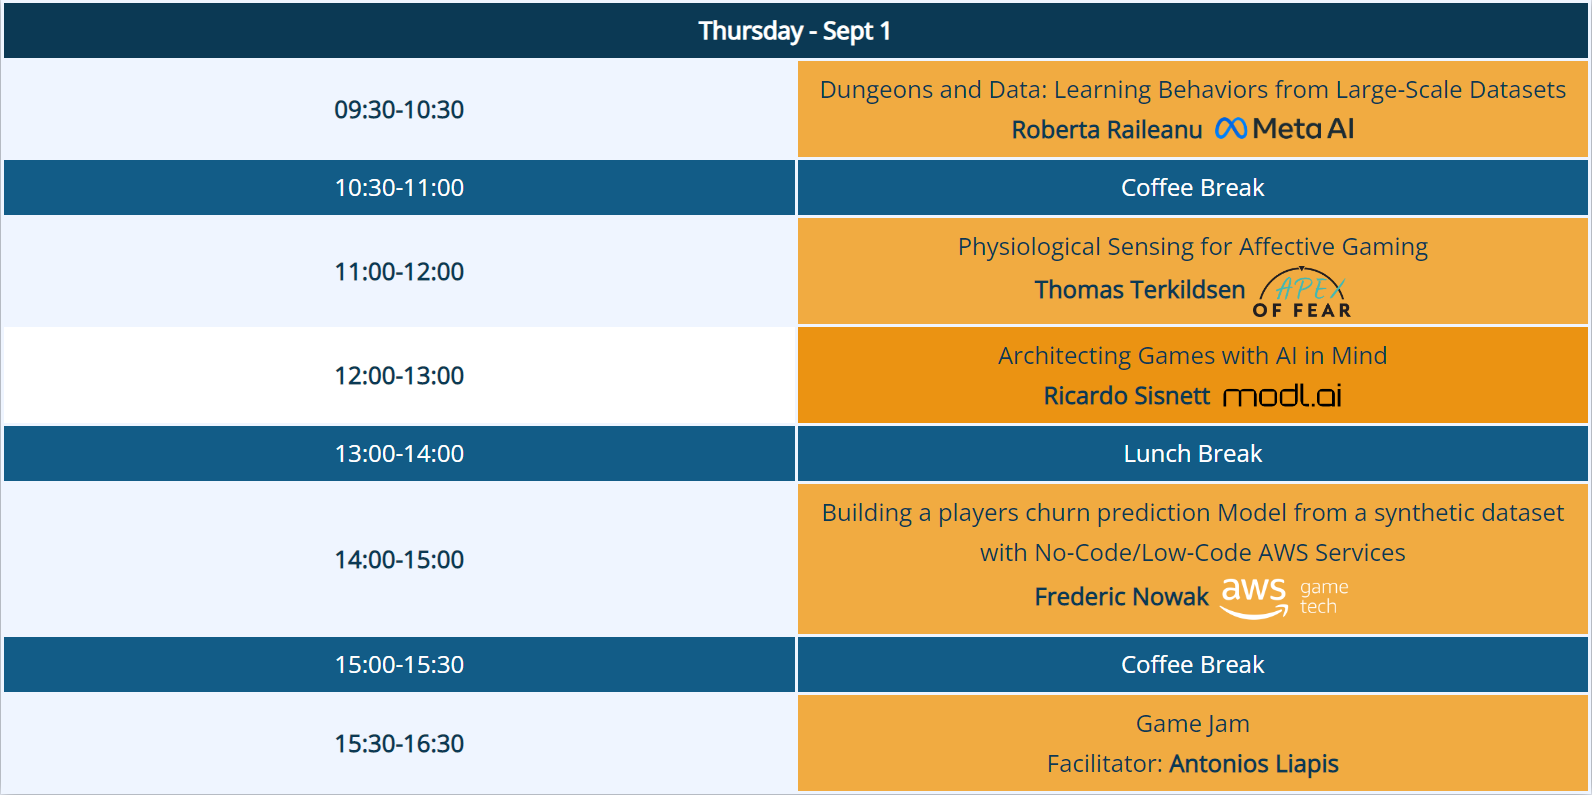 Thursday - Sept 1
09:30-10:30
Dungeons and Data: Learning Behaviors from Large-Scale Datasets
Roberta Raileanu Meta AI
10:30-11:00
Coffee Break
11:00-12:00
Physiological Sensing for Affective Gaming
Thomas Terkildsen APEX OF FEAR
12:00-13:00
Architecting Games with AI in Mind
Ricardo Sisnett modl.ai
13:00-14:00
Lunch Break
14:00-15:00
Building a players churn prediction Model from a synthetic dataset
with No-Code/Low-Code AWS Services
Frederic Nowak aws game tech
15:00-15:30
Coffee Break
15:30-16:30
Game Jam
Facilitator: Antonios Liapis